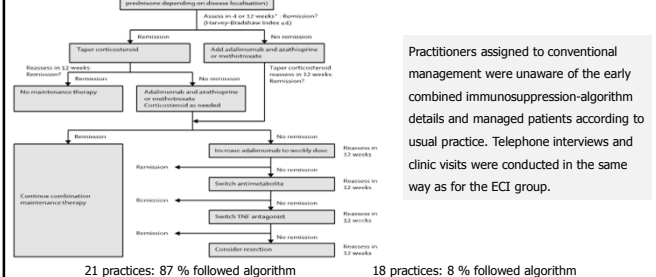 prednisone depending on disease localisation)
Assess in 4 or 12 weeks*: Remission?
(Harvey-Bradshaw Index ≤4)
Remission
No remission
Taper corticosteroid
Add adalimumab and azathioprine
or methotrexate
Reassess in 12 weeks:
Remission?
Remission
No remission
Taper corticosteroid
reassess in 12 weeks:
Remission?
No maintenance therapy
Adalimumab and azathioprine
or methotrexate
Corticosteroid as needed
Remission
No remission
Continue combination
maintenance therapy
Increase adalimumab to weekly dose
Reassess in
12 weeks
Remission
No remission
Switch antimetabolite
Reassess in
12 weeks
Remission
No remission
Switch TNF antagonist
Reassess in
12 weeks
Remission
No remission
Consider resection
Reassess in
12 weeks
Practitioners assigned to conventional
management were unaware of the early
combined immunosuppression-algorithm
details and managed patients according to
usual practice. Telephone interviews and
clinic visits were conducted in the same
way as for the ECI group.
21 practices: 87 % followed algorithm
18 practices: 8 % followed algorithm